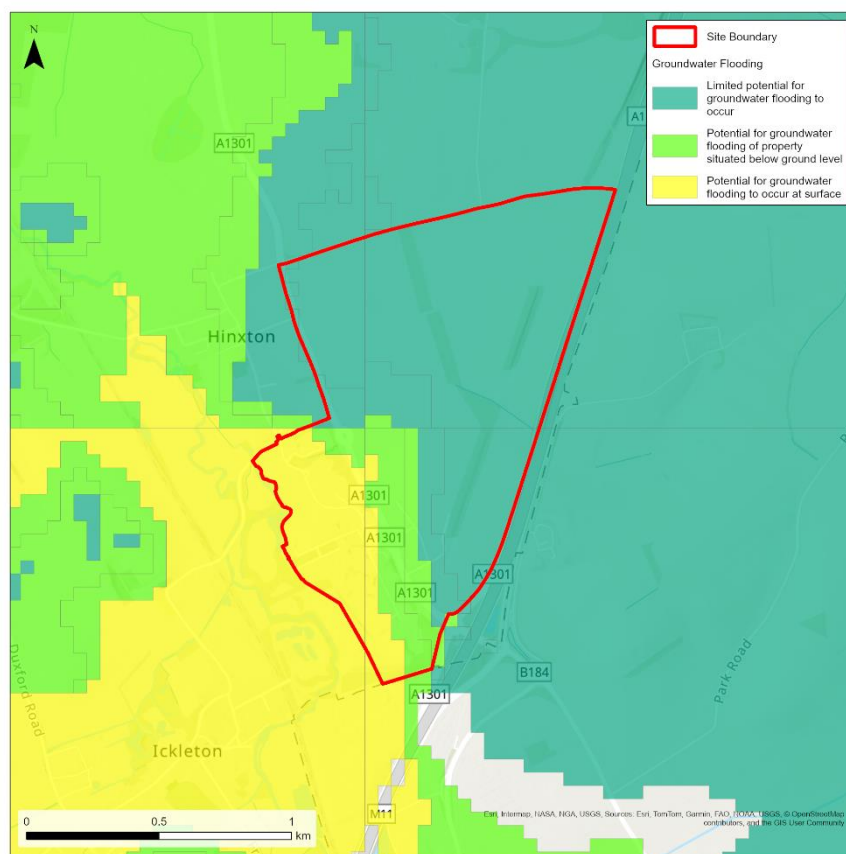 N
Site Boundary
Groundwater Flooding
Limited potential for
groundwater flooding to
occur
Potential for groundwater
flooding of property
situated below ground level
Potential for groundwater
flooding to occur at surface
A1
A1301
Hinxton
A1301
A1301
A1301
A1301
B184
A1301
Park Road
Duxford Road
Ickleton
M11
0 0.5 1
km
Esri, Intermap, NASA, NGA, USGS, Sources: Esri, TomTom, Garmin, FAO, NOAA, USGS, © OpenStreetMap
contributors, and the GIS User Community